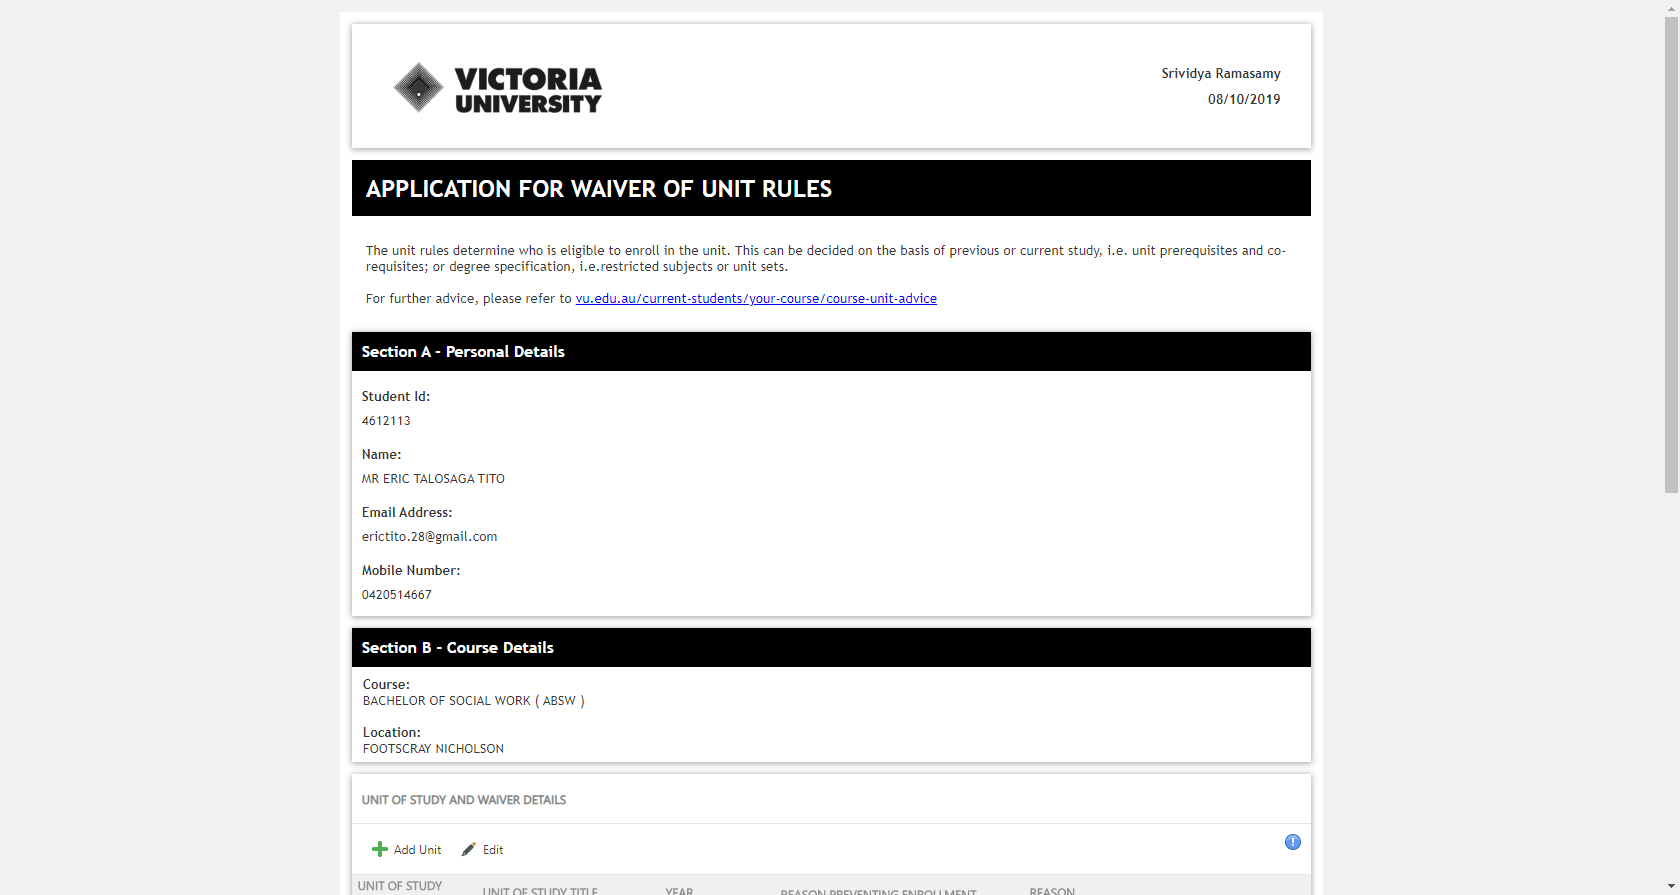 VICTORIA
UNIVERSITY
Srividya Ramasamy
08/10/2019
APPLICATION FOR WAIVER OF UNIT RULES
The unit rules determine who is eligible to enroll in the unit. This can be decided on the basis of previous or current study, i.e. unit prerequisites and co-
requisites; or degree specification, i.e.restricted subjects or unit sets.
For further advice, please refer to vu.edu.au/current-students/your-course/course-unit-advice
Section A - Personal Details
Student Id:
4612113
Name:
MR ERIC TALOSAGA TITO
Email Address:
erictito.28@gmail.com
Mobile Number:
0420514667
Section B - Course Details
Course:
BACHELOR OF SOCIAL WORK ( ABSW )
Location:
FOOTSCRAY NICHOLSON
UNIT OF STUDY AND WAIVER DETAILS
Add Unit Edit
UNIT OF STUDY UNIT OF STUDY TITLE YEAR REASON PREVENTING ENROLLMENT REASON